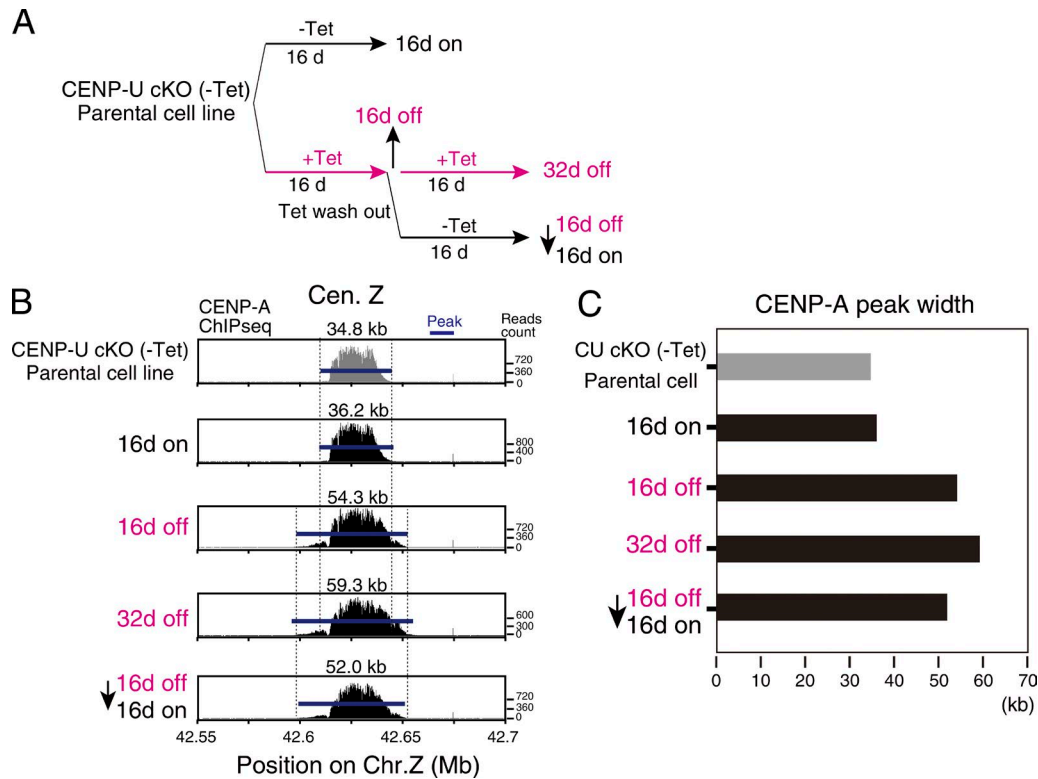 A
-Tet
16 d
16d on
CENP-U cKO (-Tet)
Parental cell line
16d off
+Tet
16 d
+Tet
16 d
32d off
Tet wash out
-Tet
16 d
16d off
16d on
B
Cen. Z
CENP-A
ChIPseq
Peak
Reads
count
34.8 kb
CENP-U cKO (-Tet)
Parental cell line
720
360
0
36.2 kb
16d on
800
400
0
54.3 kb
16d off
720
360
0
59.3 kb
32d off
600
300
0
52.0 kb
16d off
16d on
720
360
0
42.55 42.6 42.65 42.7
Position on Chr.Z (Mb)
C
CENP-A peak width
CU cKO (-Tet)
Parental cell
16d on
16d off
32d off
16d off
16d on
0 10 20 30 40 50 60 70
(kb)